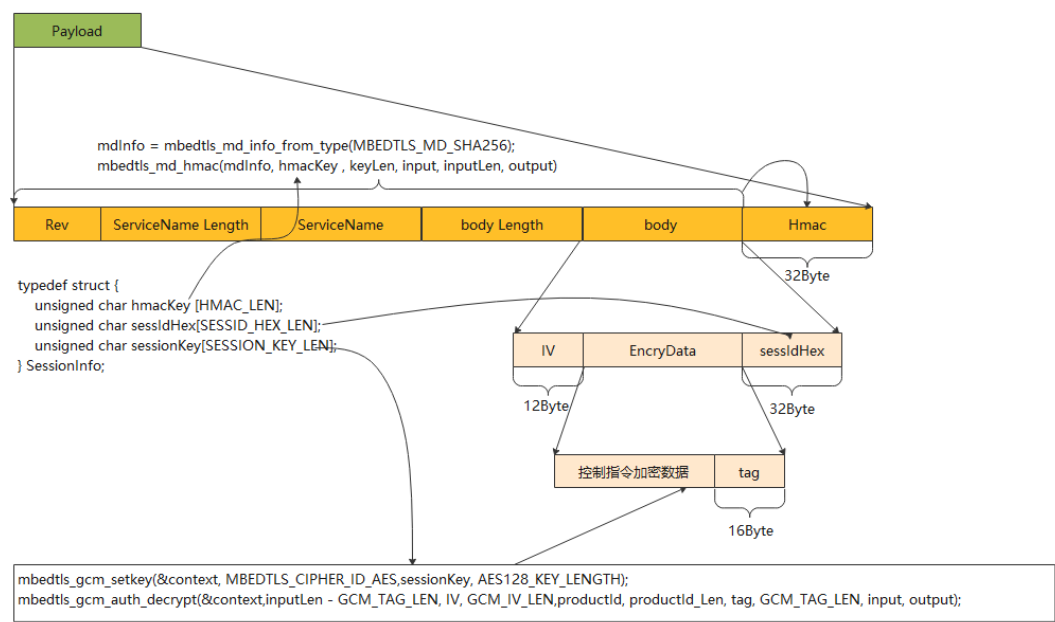 Payload
mdInfo = mbedtls_md_info_from_type(MBEDTLS_MD_SHA256);
mbedtls_md_hmac(mdInfo, hmacKey , keyLen, input, inputLen, output)
Rev
ServiceName Length
ServiceName
body Length
body
Hmac
32Byte
typedef struct {
unsigned char hmacKey [HMAC_LEN];
unsigned char sessIdHex[SESSID_HEX_LEN];
unsigned char sessionKey[SESSION_KEY_LEN];
} SessionInfo;
IV
EncryData
sessIdHex
12Byte
32Byte
控制指令加密数据
tag
16Byte
mbedtls_gcm_setkey(&context, MBEDTLS_CIPHER_ID_AES,sessionKey, AES128_KEY_LENGTH);
mbedtls_gcm_auth_decrypt(&context,inputLen - GCM_TAG_LEN, IV, GCM_IV_LEN,productId, productId_Len, tag, GCM_TAG_LEN, input, output);